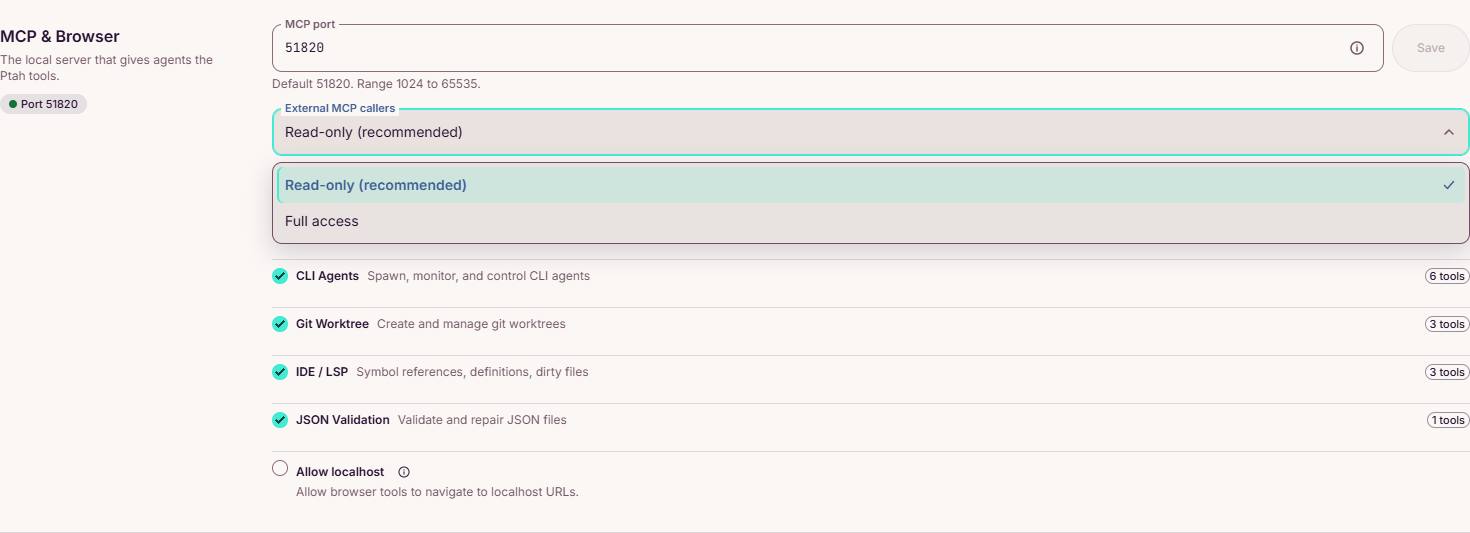 MCP & Browser
The local server that gives agents the
Ptah tools.
Port 51820
MCP port
51820
Save
Default 51820. Range 1024 to 65535.
External MCP callers
Read-only (recommended)
Read-only (recommended)
Full access
CLI Agents Spawn, monitor, and control CLI agents 6 tools
Git Worktree Create and manage git worktrees 3 tools
IDE / LSP Symbol references, definitions, dirty files 3 tools
JSON Validation Validate and repair JSON files 1 tools
Allow localhost
Allow browser tools to navigate to localhost URLs.